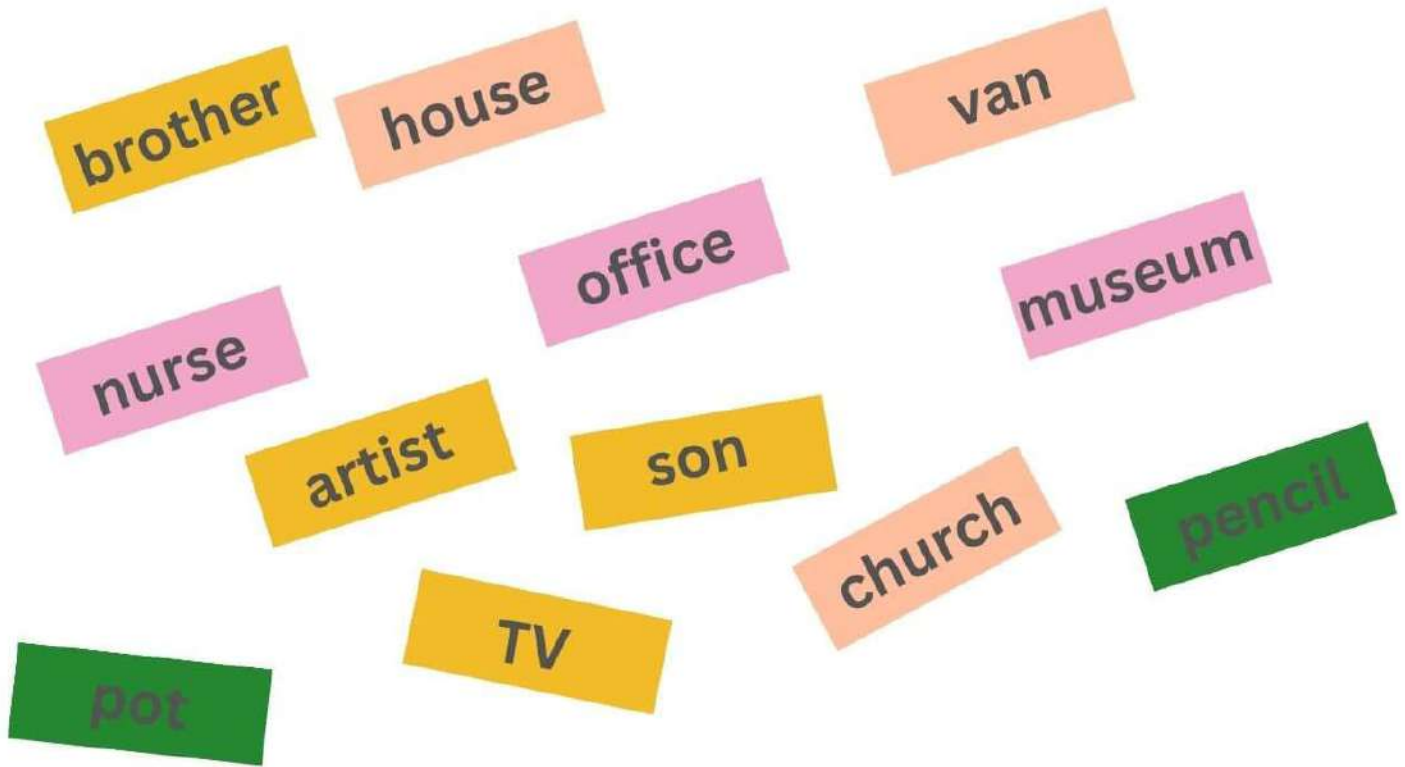 brother
house
van
office
museum
nurse
artist
son
church
pencil
TV
pot